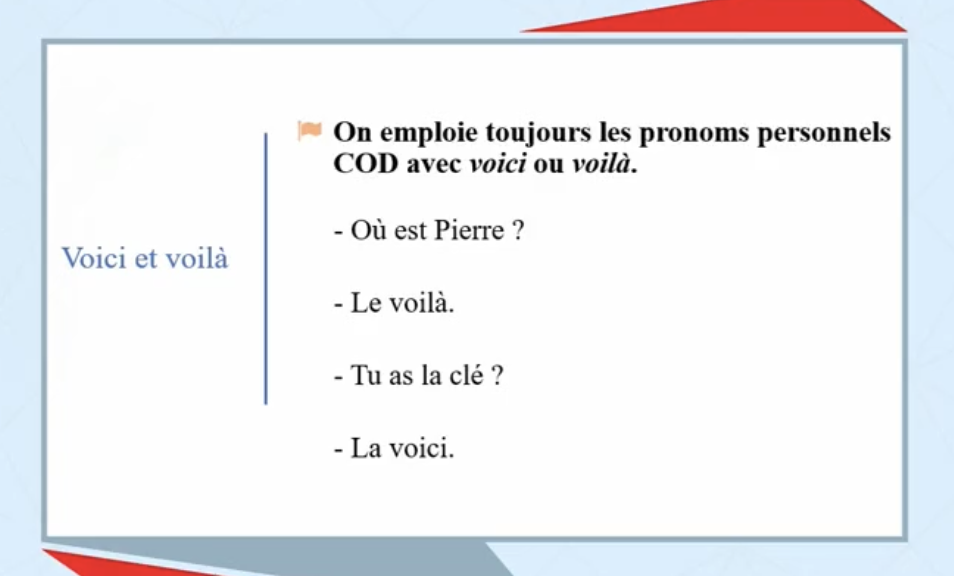 Voici et voilà
On emploie toujours les pronoms personnels
COD avec voici ou voilà.
- Où est Pierre ?
- Le voilà.
- Tu as la clé ?
- La voici.